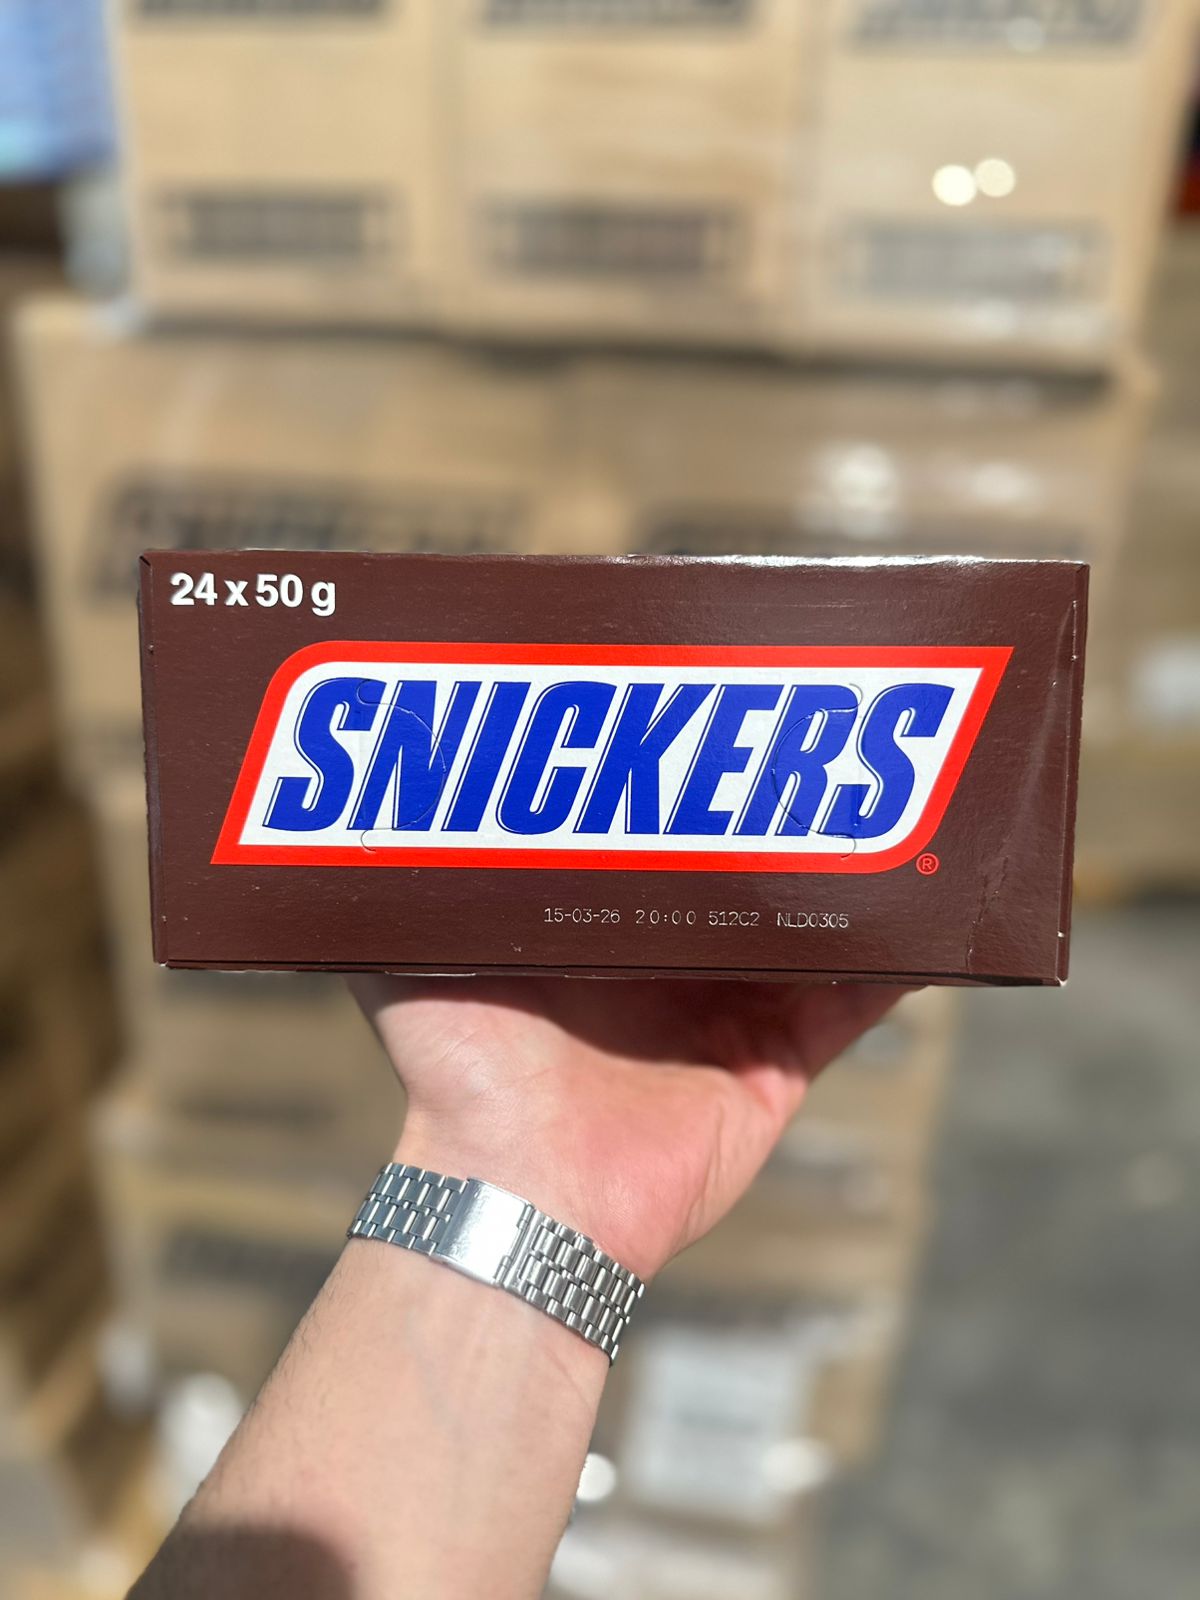 24 x 50 g
SNICKERS
®
15-03-26 20:00 512C2 NLD0305